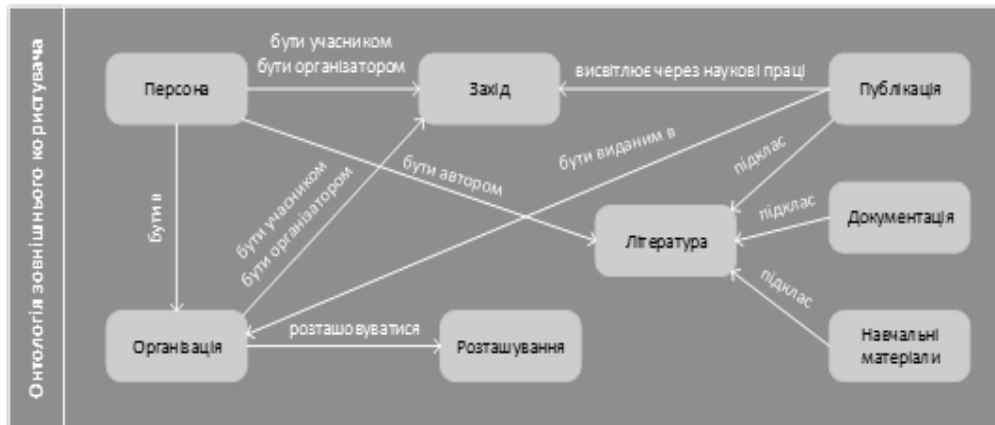 Онтологія зовнішнього користувача
бути учасником
бути організатором
Персона
Захід
висвітлює через наукові праці
Публікація
бути в
бути учасником
бути організатором
бути автором
бути виданим в
підклас
підклас
Документація
Література
підклас
Організація
розташовуватися
Розташування
Навчальні
матеріали